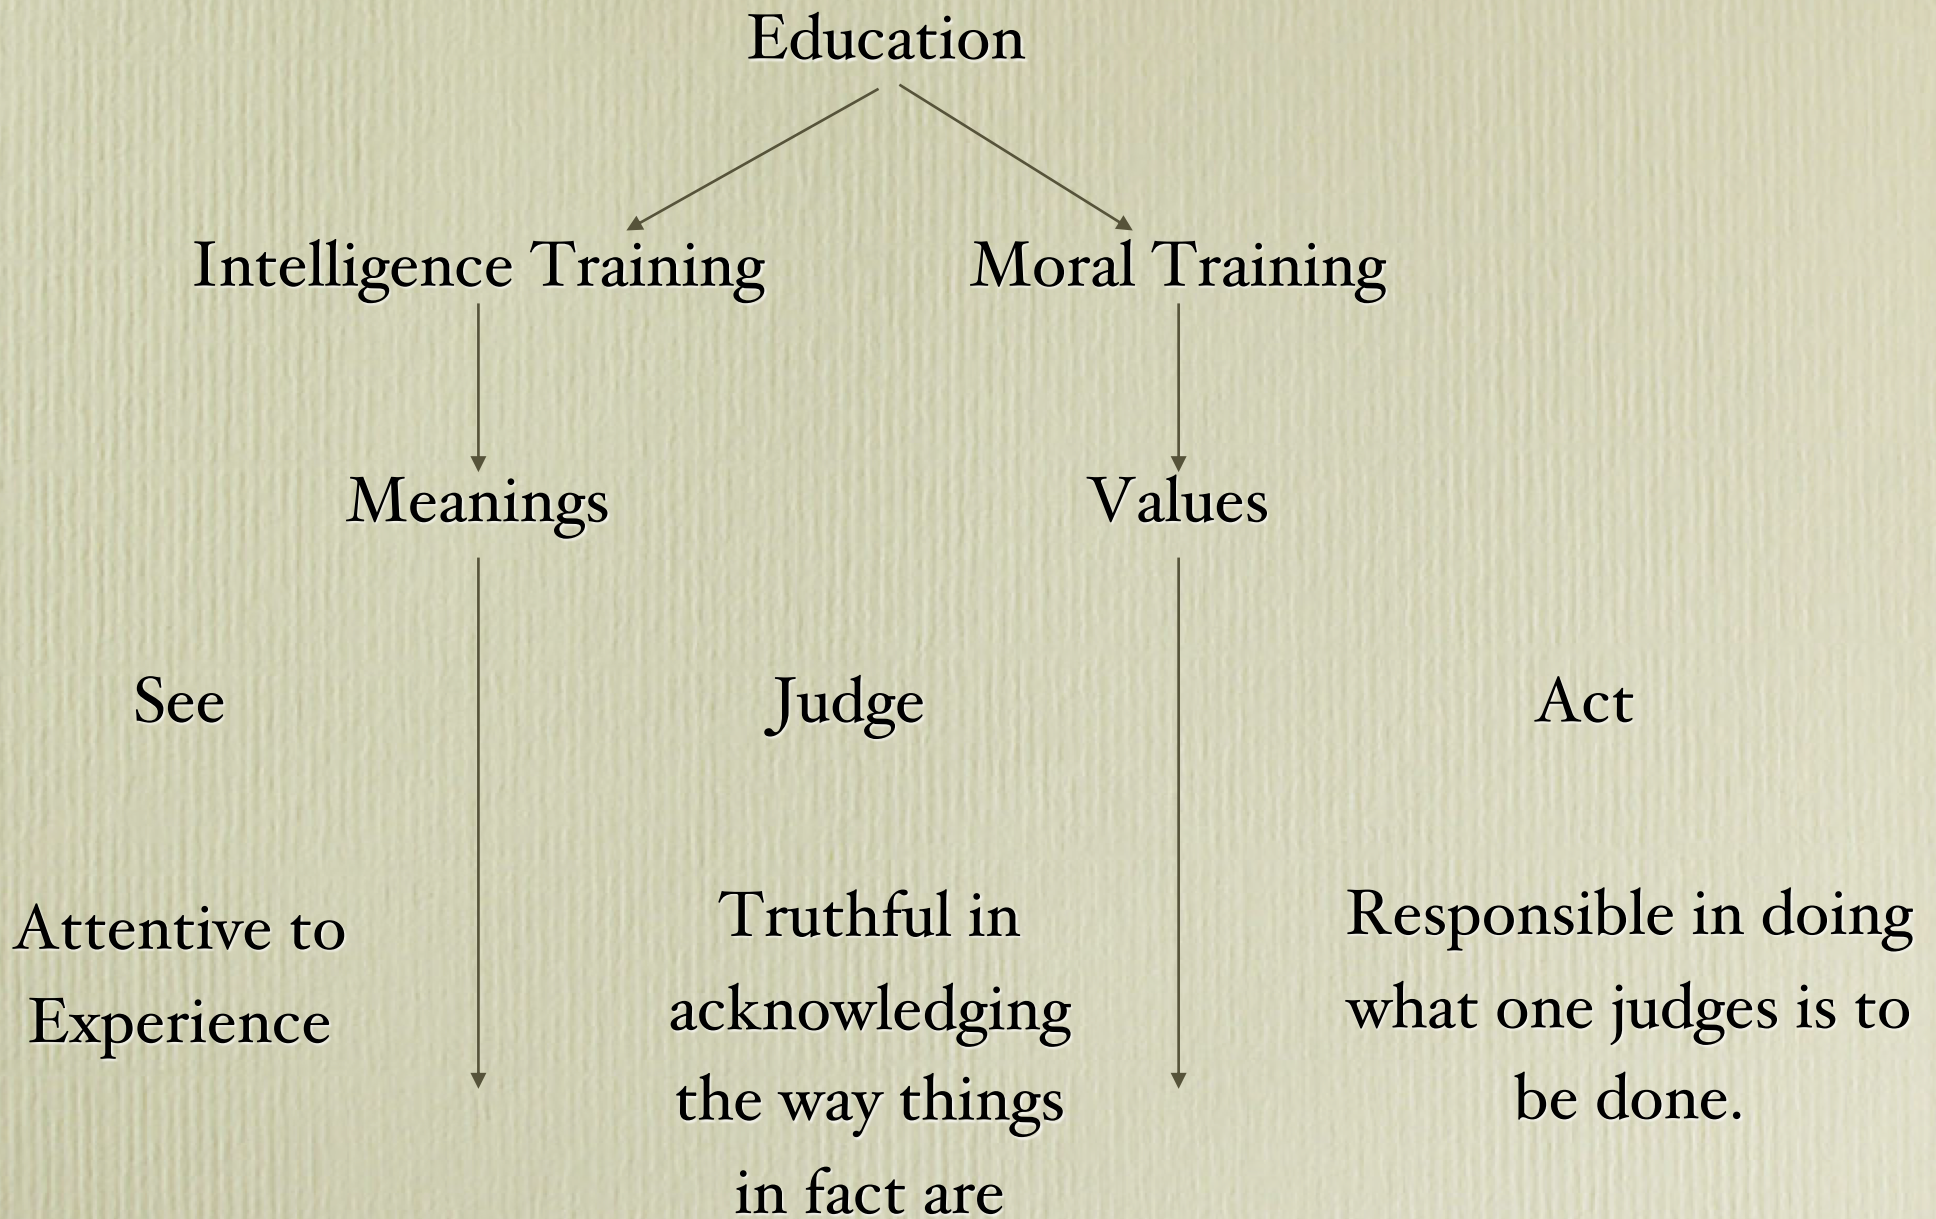 Education
Intelligence Training
Moral Training
Meanings
Values
See
Judge
Act
Attentive to
Experience
Truthful in
acknowledging
the way things
in fact are
Responsible in doing
what one judges is to
be done.